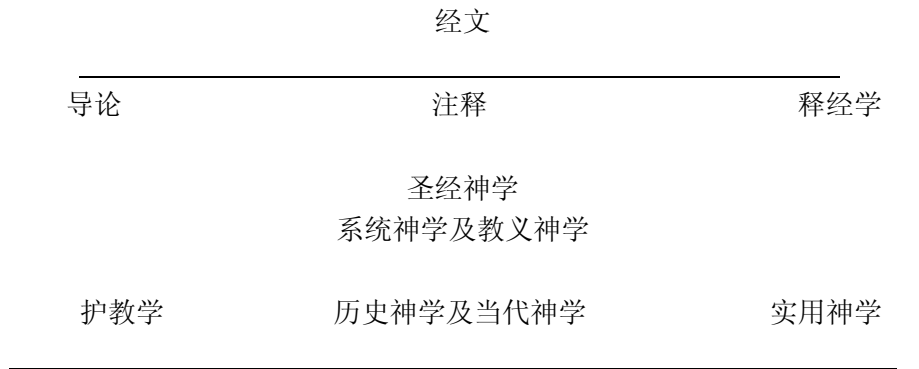 经文
导论 注释 释经学
圣经神学
系统神学及教义神学
护教学 历史神学及当代神学 实用神学